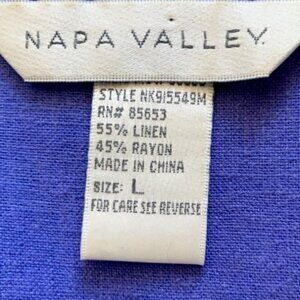 NAPA VALLEY
STYLE NK915549M
RN# 85653
55% LINEN
45% RAYON
MADE IN CHINA
SIZE: L
FOR CARE SEE REVERSE